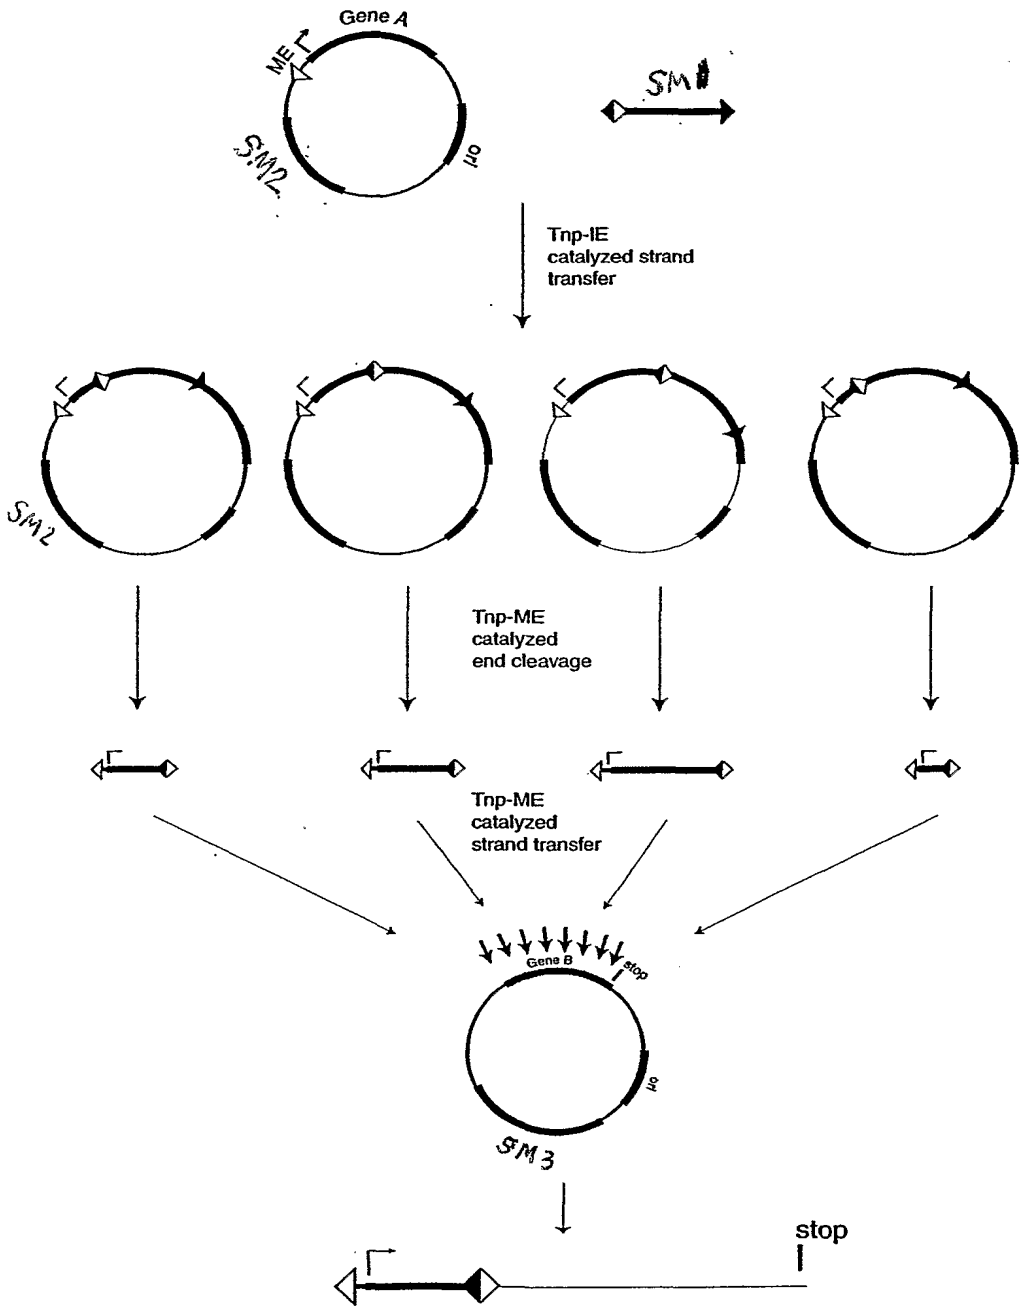 Gene A
ME
SM1
SM2
ori
Tnp-IE
catalyzed strand
transfer
SM2
Tnp-ME
catalyzed
end cleavage
Tnp-ME
catalyzed
strand transfer
Gene B
stop
ori
SM3
stop